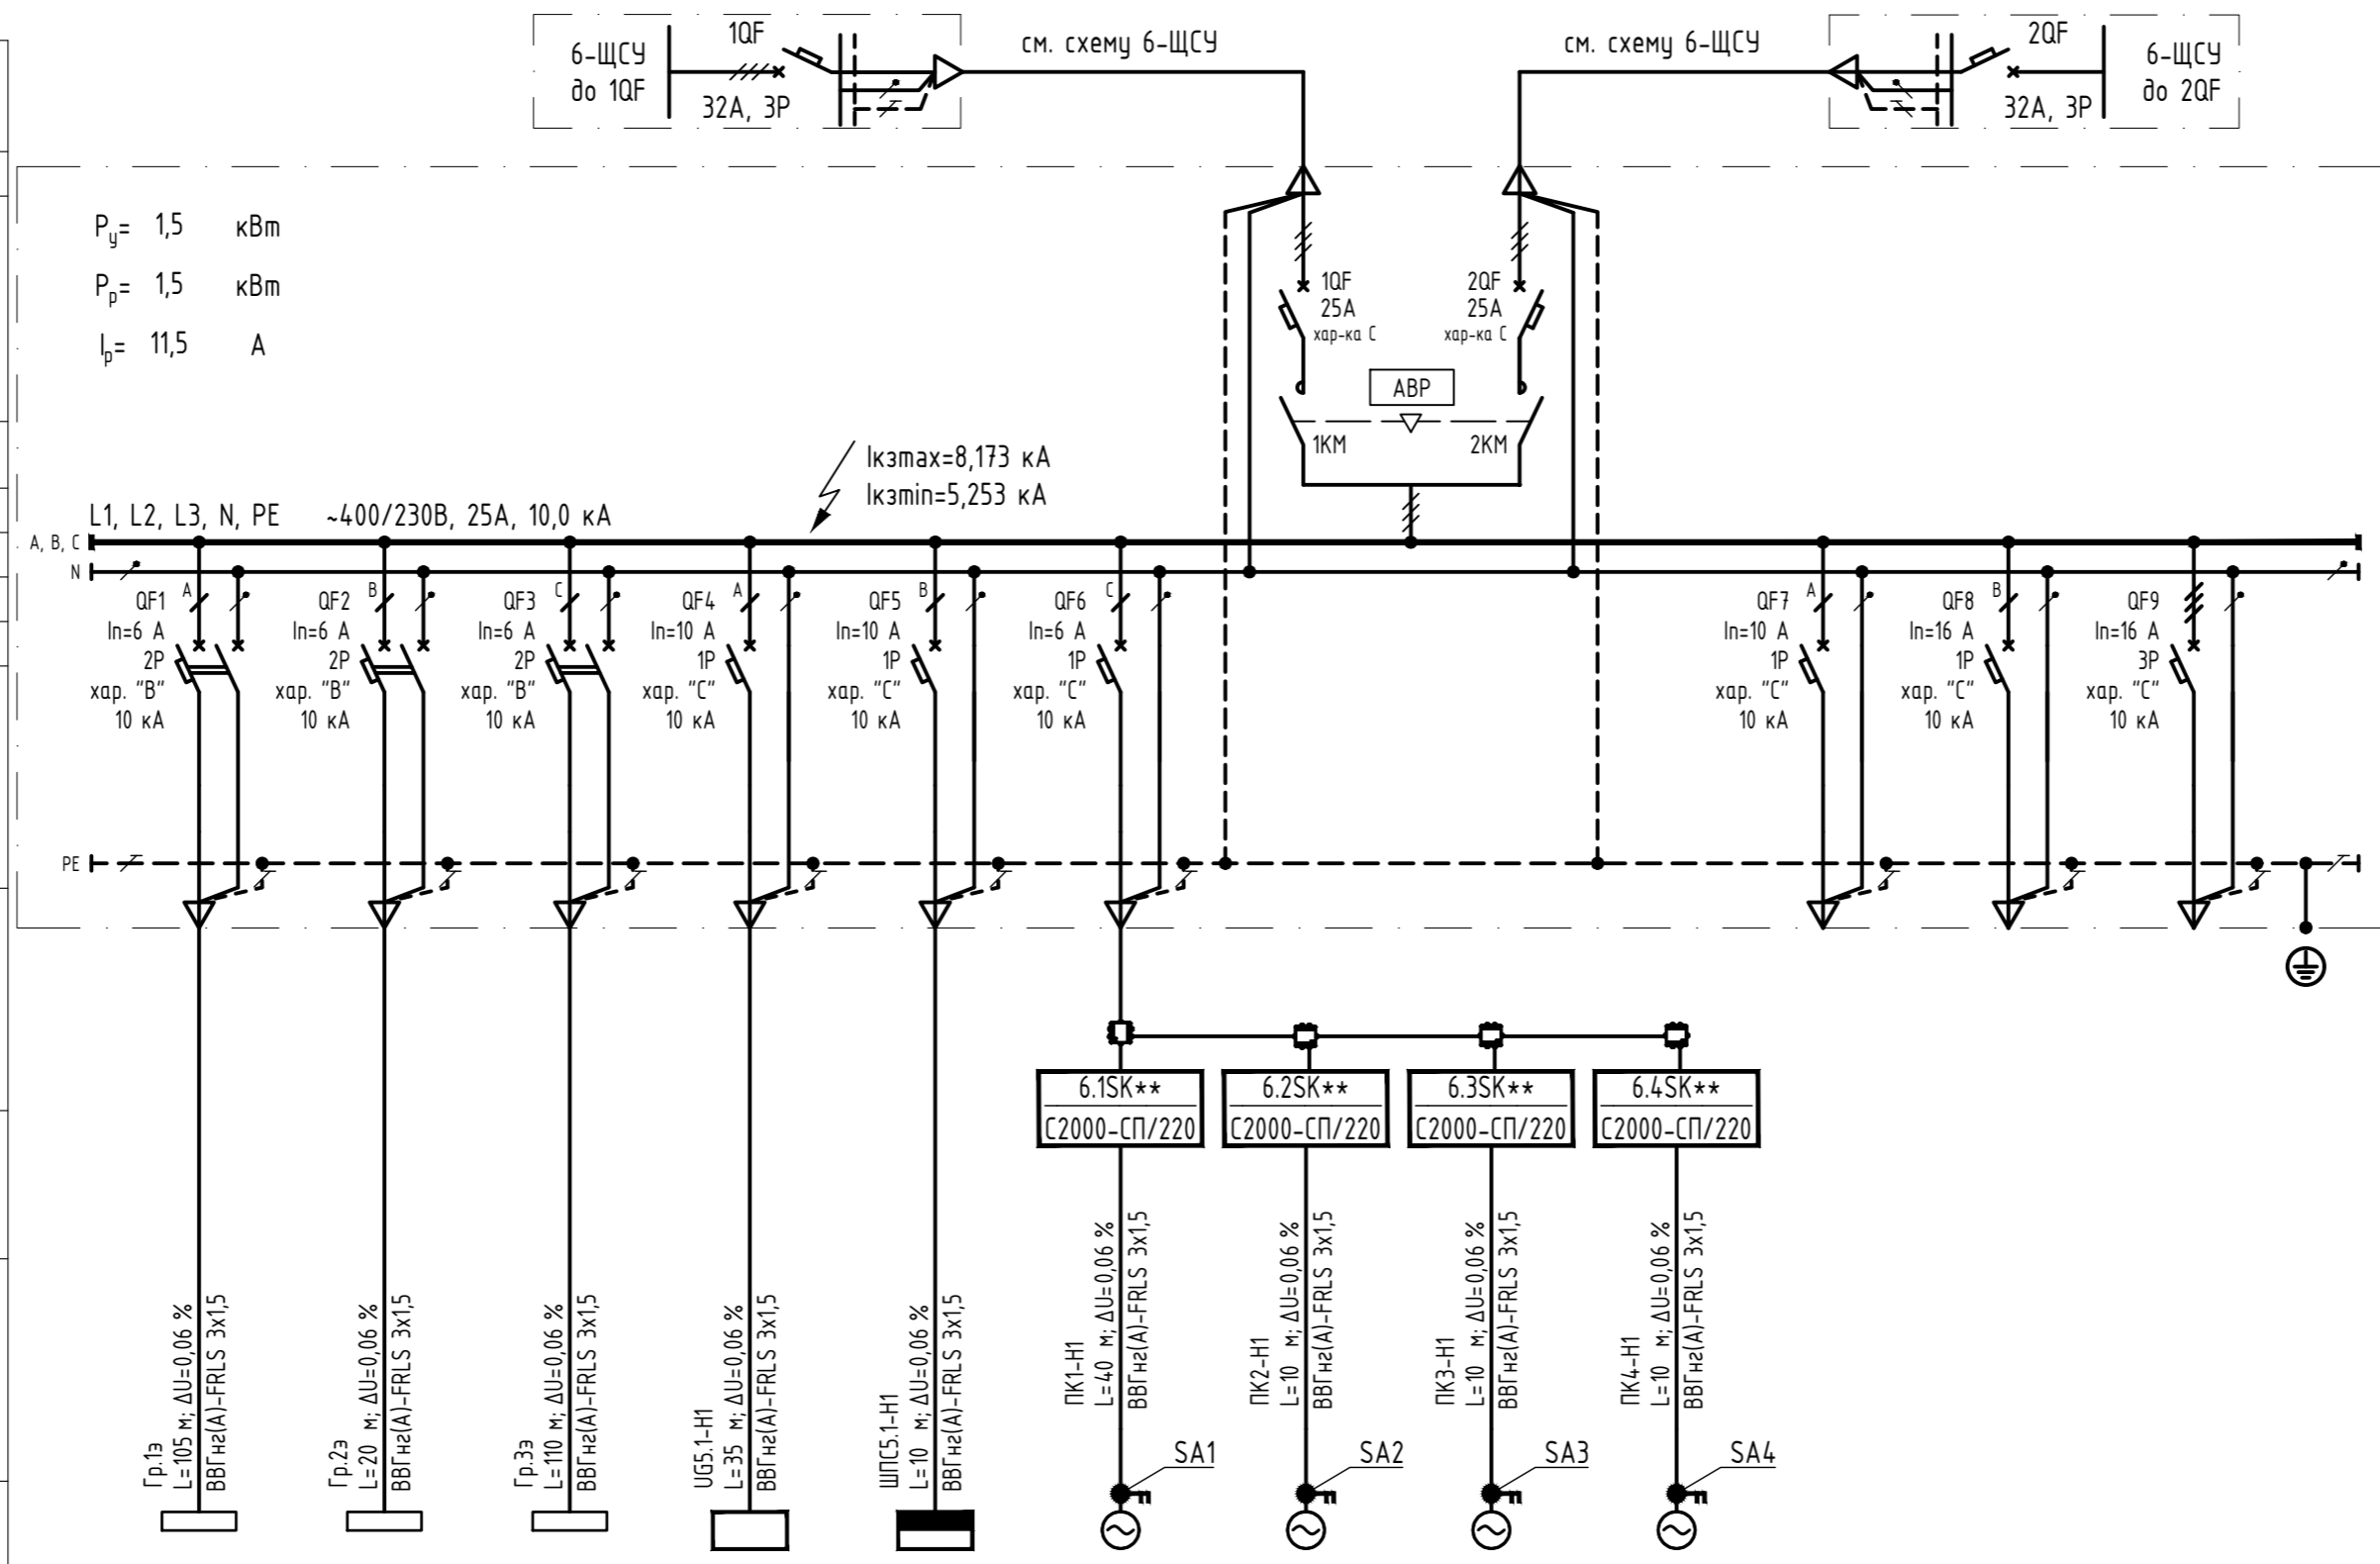 6-ЩСУ
до 1QF
1QF
32А, 3Р
см. схему 6-ЩСУ
см. схему 6-ЩСУ
2QF
32А, 3Р
6-ЩСУ
до 2QF
Pу= 1,5 кВт
Pр= 1,5 кВт
Iр= 11,5 А
1QF
25А
хар-ка С
2QF
25А
хар-ка С
АВР
1КМ
2КМ
Iкзmax=8,173 кА
Iкзmin=5,253 кА
L1, L2, L3, N, PE ~400/230В, 25А, 10,0 кА
А, В, С
N
А
QF1
In=6 А
2Р
хар. "В"
10 кА
В
QF2
In=6 А
2Р
хар. "В"
10 кА
С
QF3
In=6 А
2Р
хар. "В"
10 кА
А
QF4
In=10 А
1Р
хар. "С"
10 кА
В
QF5
In=10 А
1Р
хар. "С"
10 кА
С
QF6
In=6 А
1Р
хар. "С"
10 кА
А
QF7
In=10 А
1Р
хар. "С"
10 кА
В
QF8
In=16 А
1Р
хар. "С"
10 кА
QF9
In=16 А
3Р
хар. "С"
10 кА
PE
6.1SK**
С2000-СП/220
6.2SK**
С2000-СП/220
6.3SK**
С2000-СП/220
6.4SK**
С2000-СП/220
Гр.1э
L=105 м; ΔU=0,06 %
ВВГнг(А)-FRLS 3х1,5
Гр.2э
L=20 м; ΔU=0,06 %
ВВГнг(А)-FRLS 3х1,5
Гр.3э
L=110 м; ΔU=0,06 %
ВВГнг(А)-FRLS 3х1,5
UG5.1-Н1
L=35 м; ΔU=0,06 %
ВВГнг(А)-FRLS 3х1,5
ШПС5.1-Н1
L=10 м; ΔU=0,06 %
ВВГнг(А)-FRLS 3х1,5
ПК1-Н1
L=40 м; ΔU=0,06 %
ВВГнг(А)-FRLS 3х1,5
ПК2-Н1
L=10 м; ΔU=0,06 %
ВВГнг(А)-FRLS 3х1,5
ПК3-Н1
L=10 м; ΔU=0,06 %
ВВГнг(А)-FRLS 3х1,5
ПК4-Н1
L=10 м; ΔU=0,06 %
ВВГнг(А)-FRLS 3х1,5
SA1
SA2
SA3
SA4